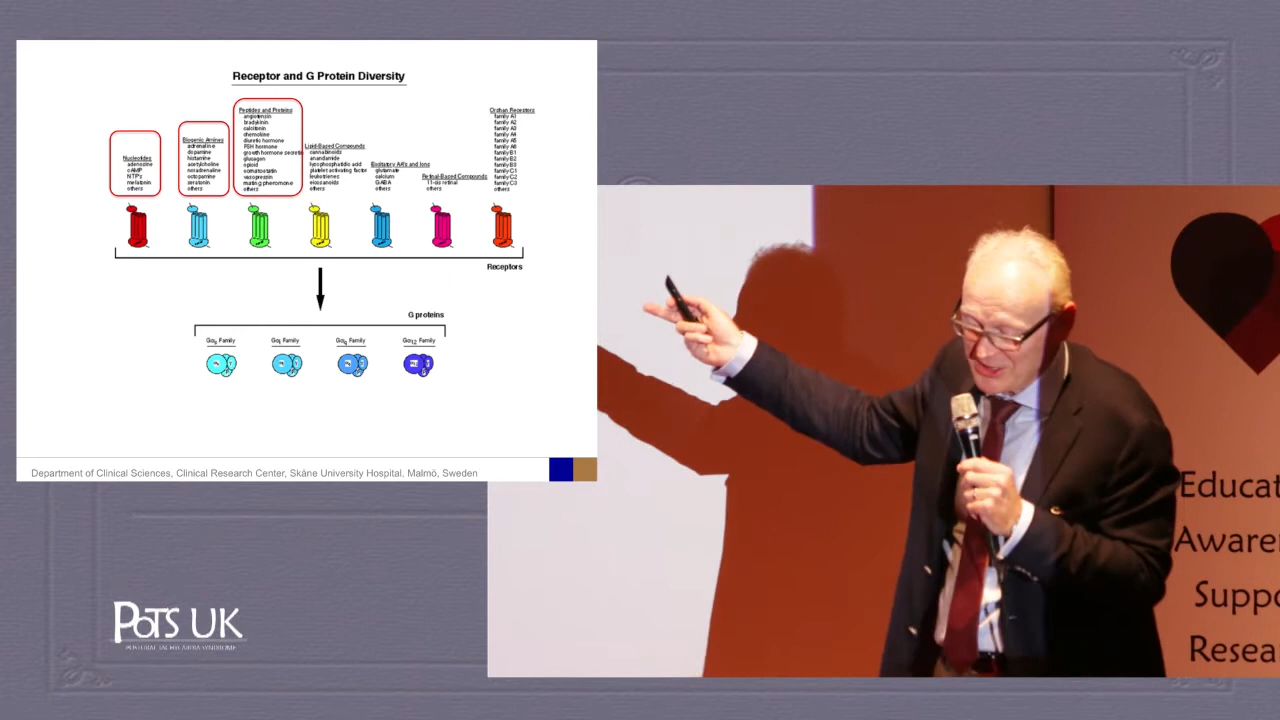 Receptor and G Protein Diversity
Nucleotides
adenosine
cAMP
NTPs
melatonin
others
Biogenic Amines
adrenaline
dopamine
histamine
acetylcholine
noradrenaline
octopamine
serotonin
others
Peptides and Proteins
angiotensin
bradykinin
calcitonin
chemokine
diuretic hormone
FSH hormone
growth hormone secretin
glucagon
opioid
somatostatin
vasopressin
mating pheromone
others
Lipid-Based Compounds
cannabinoids
anandamide
lysophosphatidic acid
platelet activating factor
leukotrienes
eicosanoids
others
Excitatory AA's and Ions
glutamate
calcium
GABA
others
Retinal-Based Compounds
11-cis retinal
others
Orphan Receptors
family A1
family A2
family A3
family A4
family A5
family A6
family B1
family B2
family B3
family C1
family C2
family C3
others
Receptors
G proteins
Gαs Family
Gαi Family
Gαq Family
Gα12 Family
Department of Clinical Sciences, Clinical Research Center, Skåne University Hospital, Malmö, Sweden
PoTS UK
POSTURAL TACHYCARDIA SYNDROME
Educat
Aware
Suppo
Resea